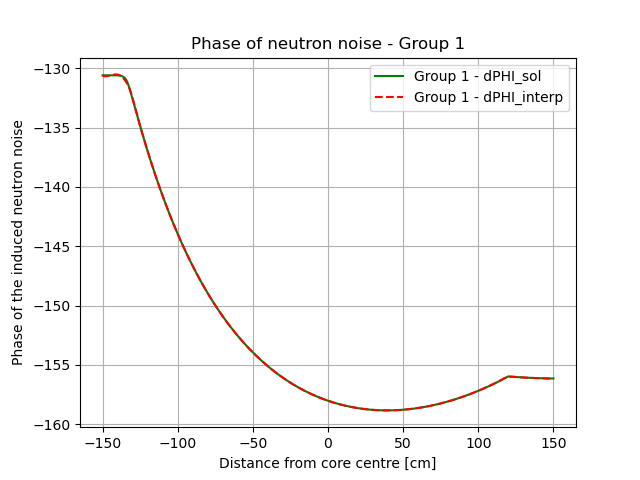 Phase of neutron noise - Group 1
Group 1 - dPHI_sol
Group 1 - dPHI_interp
Phase of the induced neutron noise
−130
−135
−140
−145
−150
−155
−160
−150
−100
−50
0
50
100
150
Distance from core centre [cm]